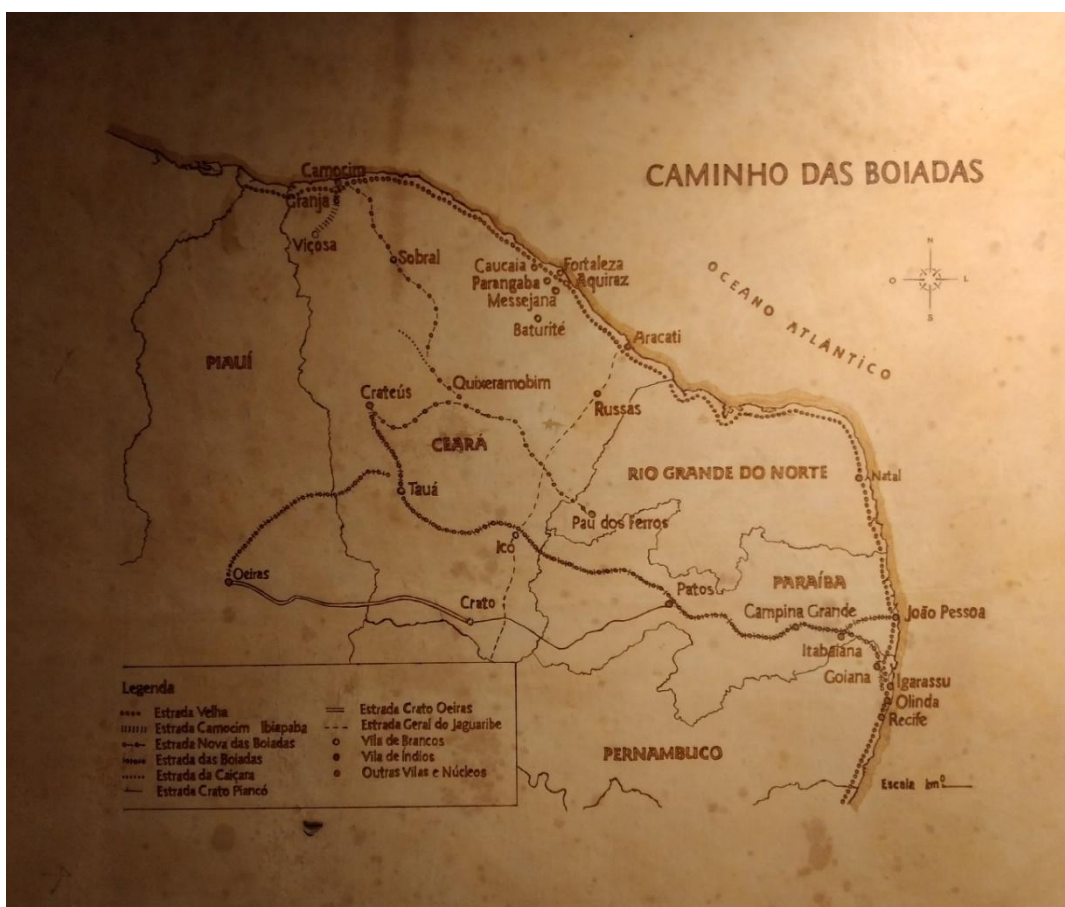 CAMINHO DAS BOIADAS
N
O
L
S
OCEANO ATLÂNTICO
Camocim
Granja
Viçosa
Sobral
Caucaia
Fortaleza
Parangaba
Aquiraz
Messejana
Baturité
Aracati
PIAUÍ
Crateús
Quixeramobim
Russas
CEARÁ
RIO GRANDE DO NORTE
Natal
Tauá
Pau dos Ferros
Icó
Oeiras
Crato
Patos
PARAÍBA
Campina Grande
João Pessoa
Itabaiana
Goiana
Igarassu
Olinda
Recife
PERNAMBUCO
Legenda
Estrada Velha
Estrada Camocim Ibiapaba
Estrada Nova das Boiadas
Estrada das Boiadas
Estrada da Caiçara
Estrada Crato Piancó
Estrada Crato Oeiras
Estrada Geral do Jaguaribe
Vila de Brancos
Vila de Índios
Outras Vilas e Núcleos
Escala km 0